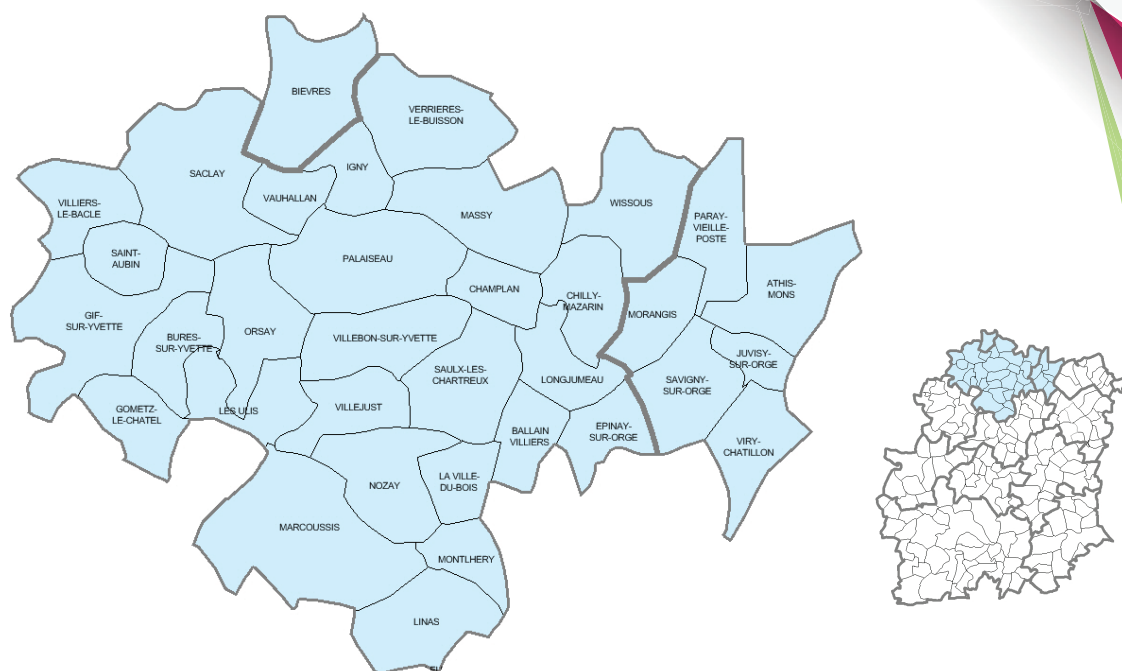 BIEVRES
VERRIERES-
LE-BUISSON
IGNY
SACLAY
VAUHALLAN
VILLIERS-
LE-BACLE
WISSOUS
MASSY
PARAY-
VIEILLE-
POSTE
SAINT-
AUBIN
PALAISEAU
CHAMPLAN
ATHIS-
MONS
CHILLY-
MAZARIN
GIF-
SUR-YVETTE
MORANGIS
ORSAY
BURES-
SUR-YVETTE
VILLEBON-SUR-YVETTE
JUVISY-
SUR-ORGE
SAULX-LES-
CHARTREUX
LONGJUMEAU
SAVIGNY-
SUR-ORGE
GOMETZ-
LE-CHATEL
LES ULIS
VILLEJUST
BALLAIN
VILLIERS
EPINAY-
SUR-ORGE
VIRY-
CHATILLON
NOZAY
LA VILLE-
DU-BOIS
MARCOUSSIS
MONTLHERY
LINAS